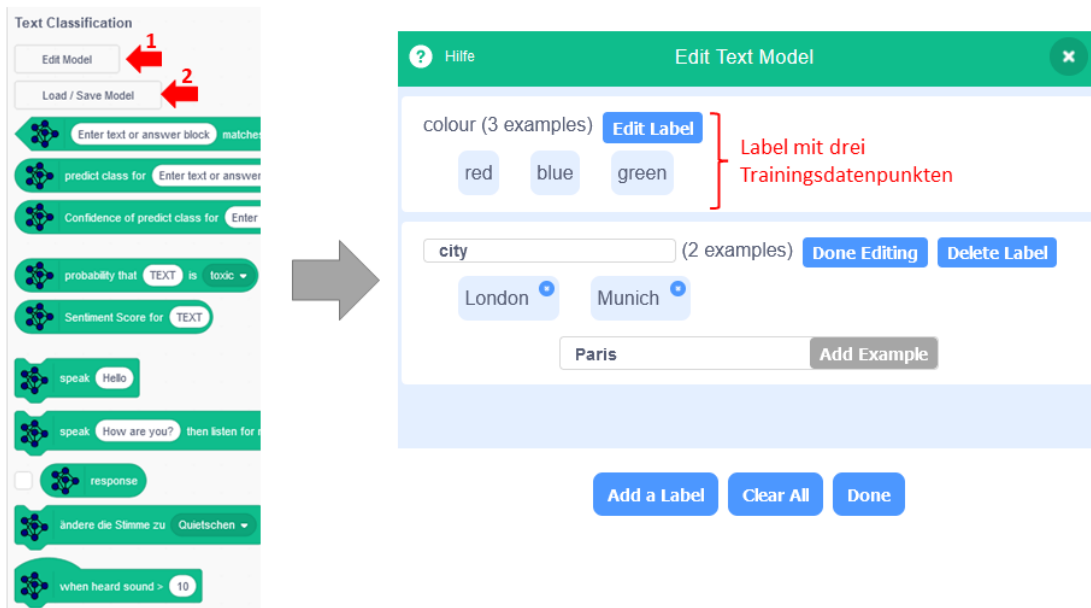 Text Classification
1
Edit Model
2
Load / Save Model
Enter text or answer block matches
predict class for Enter text or answer
Confidence of predict class for Enter
probability that TEXT is toxic
Sentiment Score for TEXT
speak Hello
speak How are you? then listen for
response
ändere die Stimme zu Quietschen
when heard sound > 10
? Hilfe
Edit Text Model
×
colour (3 examples) Edit Label
red blue green
Label mit drei
Trainingsdatenpunkten
city (2 examples) Done Editing Delete Label
London Munich
Paris Add Example
Add a Label Clear All Done